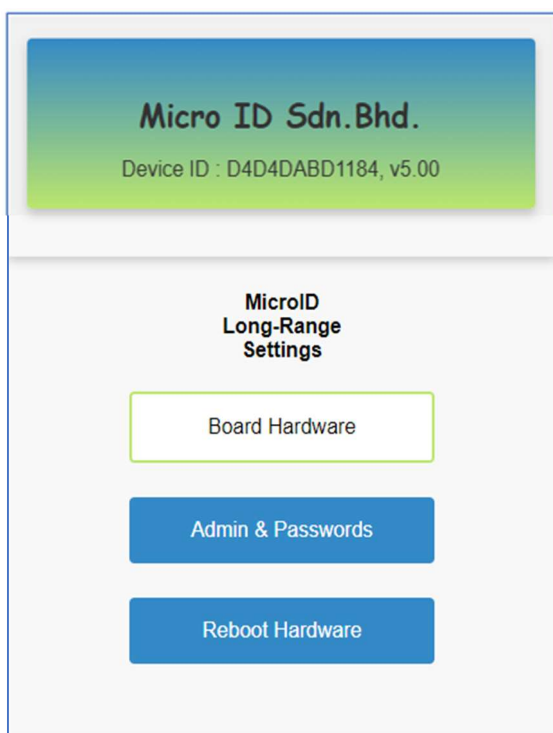 Micro ID Sdn.Bhd.
Device ID : D4D4DABD1184, v5.00
MicroID
Long-Range
Settings
Board Hardware
Admin & Passwords
Reboot Hardware